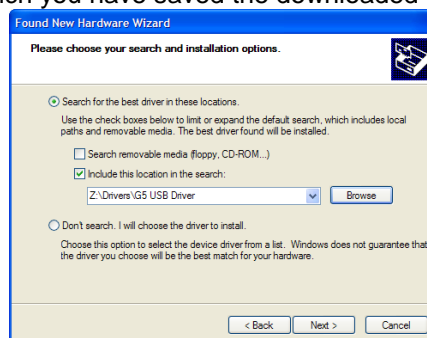 you have saved the downloaded
Found New Hardware Wizard
Please choose your search and installation options.
Search for the best driver in these locations.
Use the check boxes below to limit or expand the default search, which includes local
paths and removable media. The best driver found will be installed.
Search removable media (floppy, CD-ROM...)
Include this location in the search:
Z:\Drivers\G5 USB Driver
Browse
Don't search. I will choose the driver to install.
Choose this option to select the device driver from a list. Windows does not guarantee that
the driver you choose will be the best match for your hardware.
< Back
Next >
Cancel